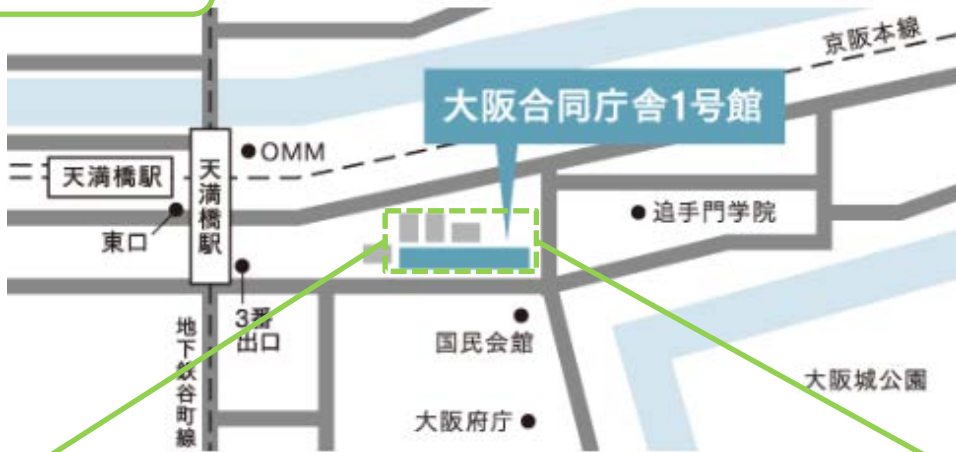 京阪本線
大阪合同庁舎1号館
OMM
天満橋駅
天満橋駅
追手門学院
東口
3番
出口
国民会館
地下鉄谷町線
大阪城公園
大阪府庁